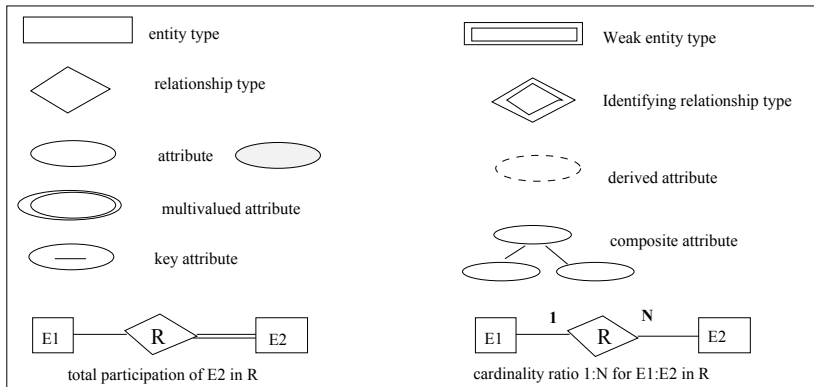 entity type
Weak entity type
relationship type
Identifying relationship type
attribute
derived attribute
multivalued attribute
composite attribute
key attribute
E1 R E2
1 N
E1 R E2
total participation of E2 in R
cardinality ratio 1:N for E1:E2 in R